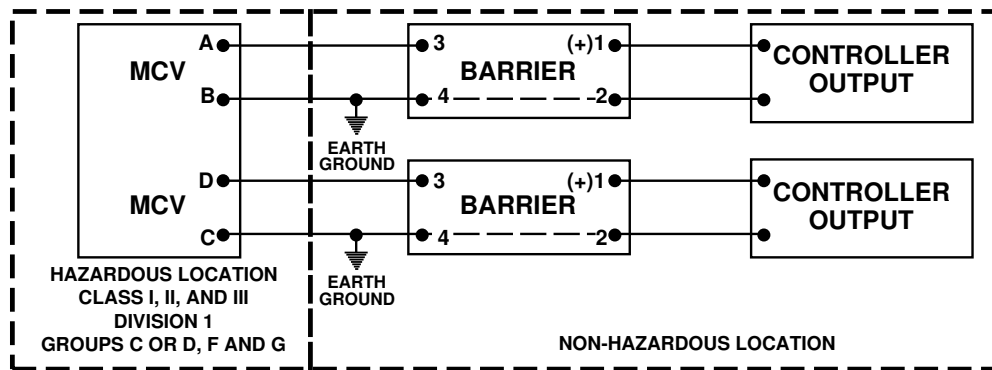 A
MCV
B
3
(+)1
BARRIER
4
2
CONTROLLER
OUTPUT
EARTH
GROUND
D
MCV
C
3
(+)1
BARRIER
4
2
CONTROLLER
OUTPUT
EARTH
GROUND
HAZARDOUS LOCATION
CLASS I, II, AND III
DIVISION 1
GROUPS C OR D, F AND G
NON-HAZARDOUS LOCATION